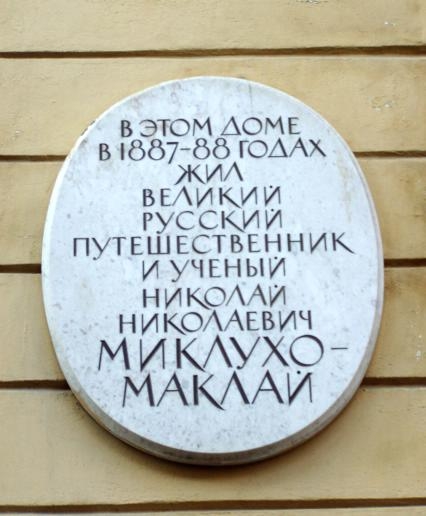 В ЭТОМ ДОМЕ
В 1887-88 ГОДАХ
ЖИЛ
ВЕЛИКИЙ
РУССКИЙ
ПУТЕШЕСТВЕННИК
И УЧЕНЫЙ
НИКОЛАЙ
НИКОЛАЕВИЧ
МИКЛУХО-
МАКЛАЙ